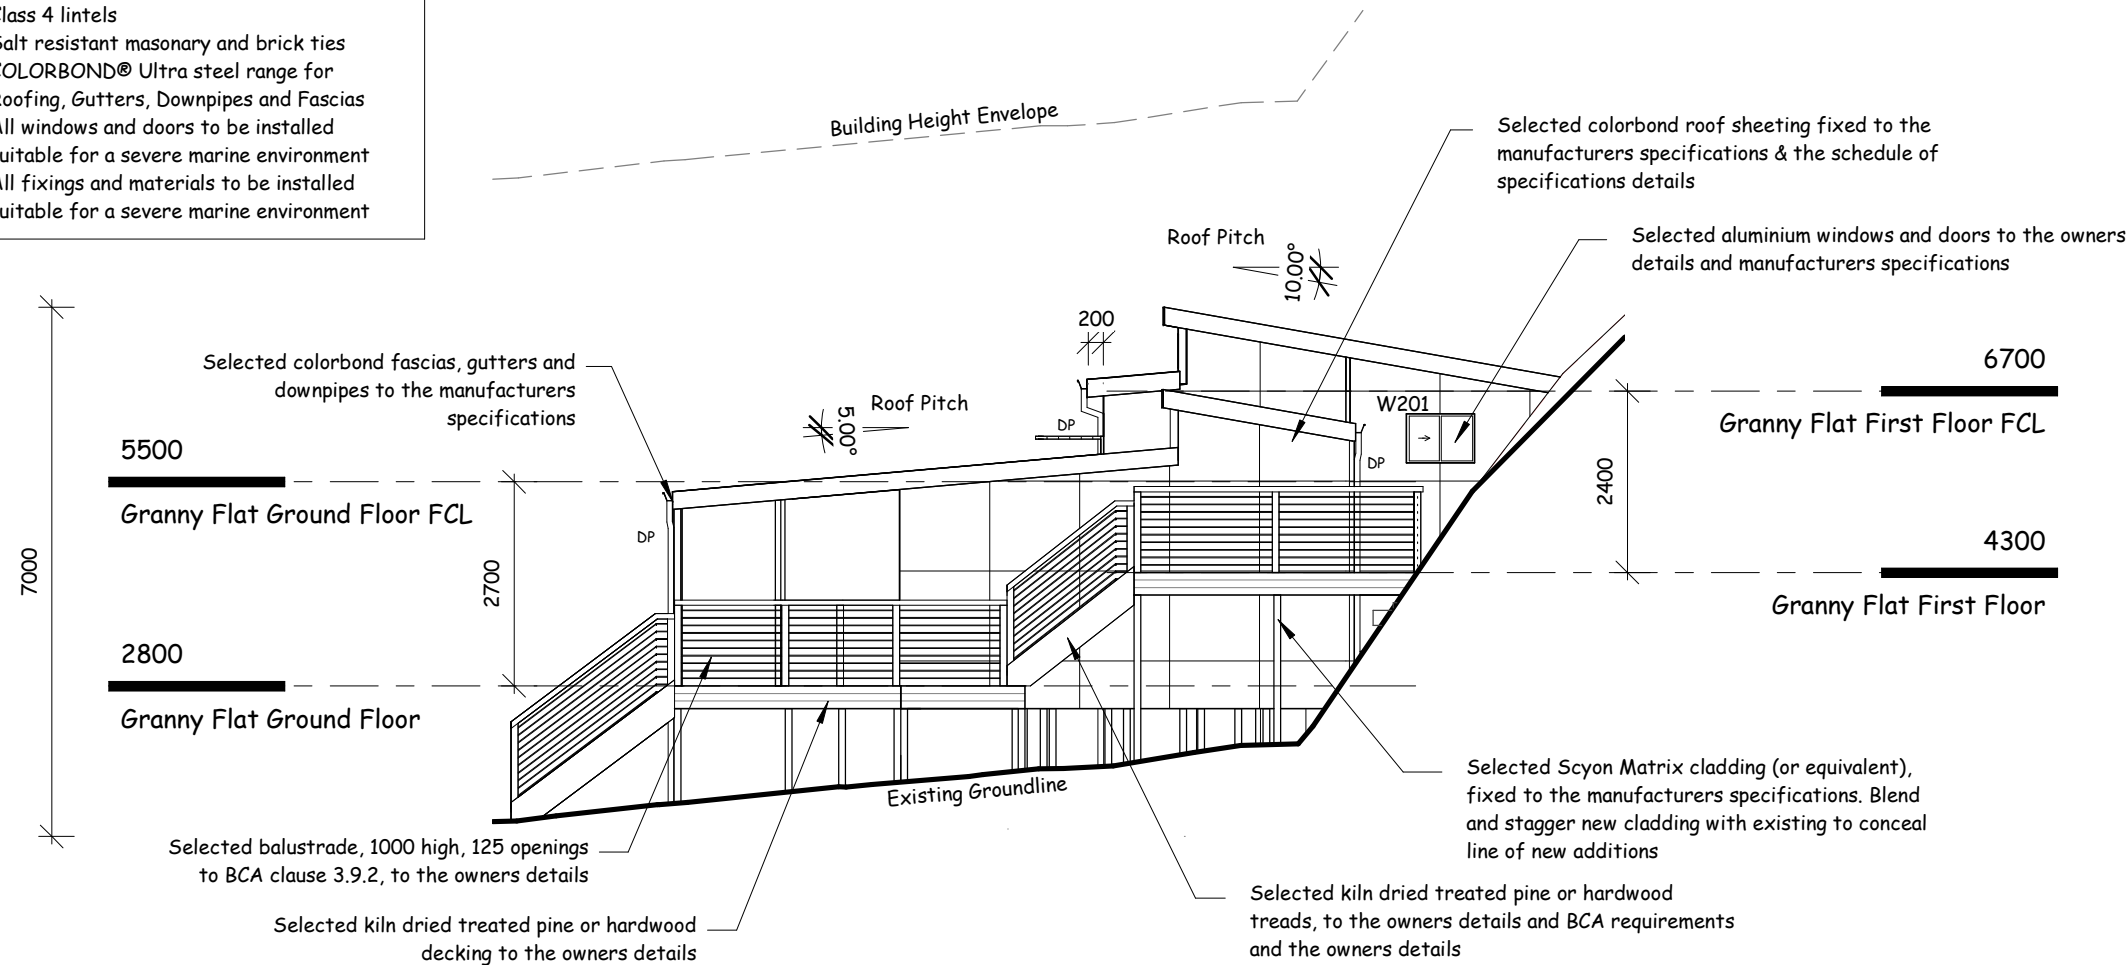 lass 4 lintels
alt resistant masonary and brick ties
OLORBOND® Ultra steel range for
oofing, Gutters, Downpipes and Fascias
ll windows and doors to be installed
uitable for a severe marine environment
ll fixings and materials to be installed
uitable for a severe marine environment
Building Height Envelope
Selected colorbond roof sheeting fixed to the
manufacturers specifications & the schedule of
specifications details
Roof Pitch
10.00°
Selected aluminium windows and doors to the owners
details and manufacturers specifications
200
Selected colorbond fascias, gutters and
downpipes to the manufacturers
specifications
5.00°
Roof Pitch
DP
W201
DP
6700
Granny Flat First Floor FCL
5500
Granny Flat Ground Floor FCL
2400
DP
7000
2700
4300
Granny Flat First Floor
2800
Granny Flat Ground Floor
Existing Groundline
Selected Scyon Matrix cladding (or equivalent),
fixed to the manufacturers specifications. Blend
and stagger new cladding with existing to conceal
line of new additions
Selected balustrade, 1000 high, 125 openings
to BCA clause 3.9.2, to the owners details
Selected kiln dried treated pine or hardwood
decking to the owners details
Selected kiln dried treated pine or hardwood
treads, to the owners details and BCA requirements
and the owners details